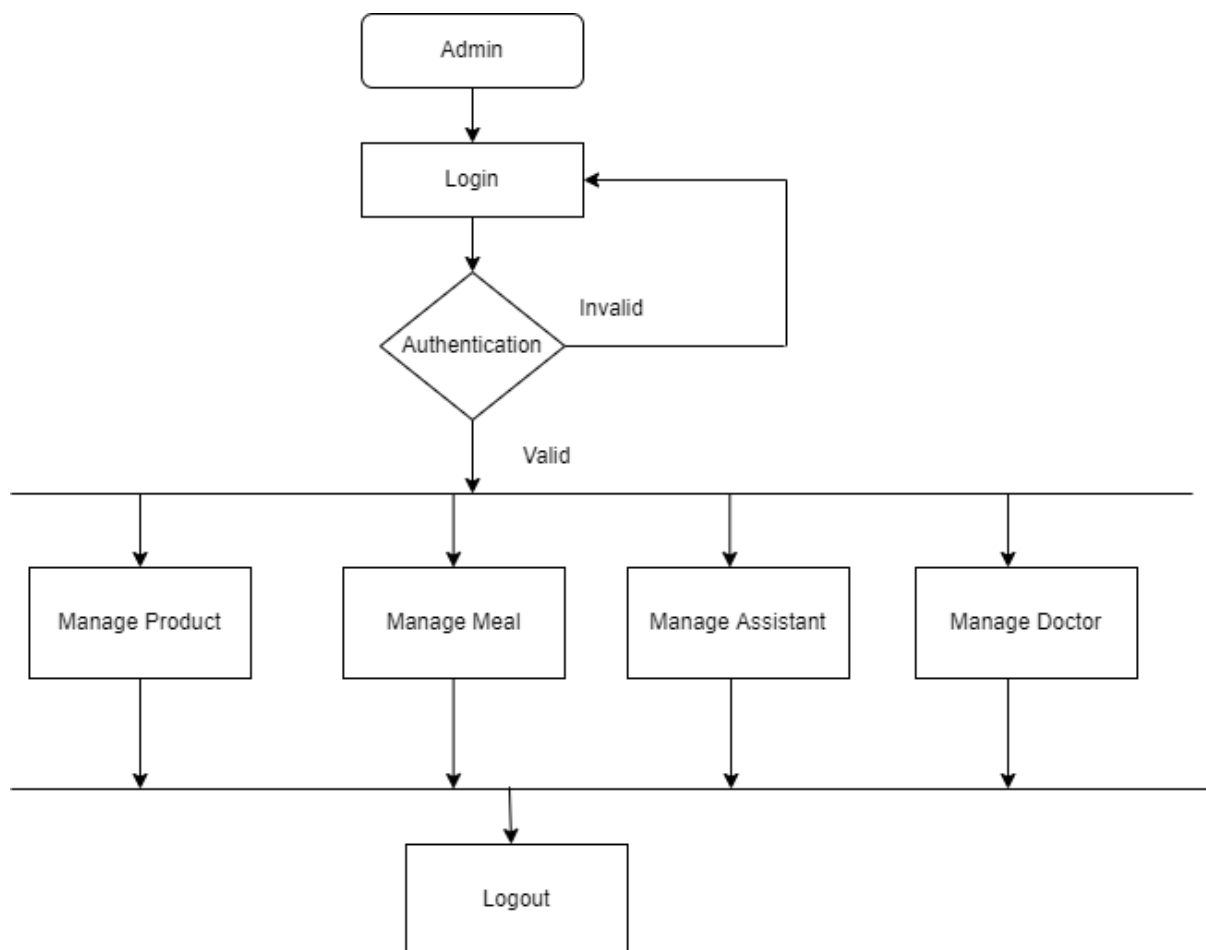 Admin
Login
Invalid
Authentication
Valid
Manage Product
Manage Meal
Manage Assistant
Manage Doctor
Logout